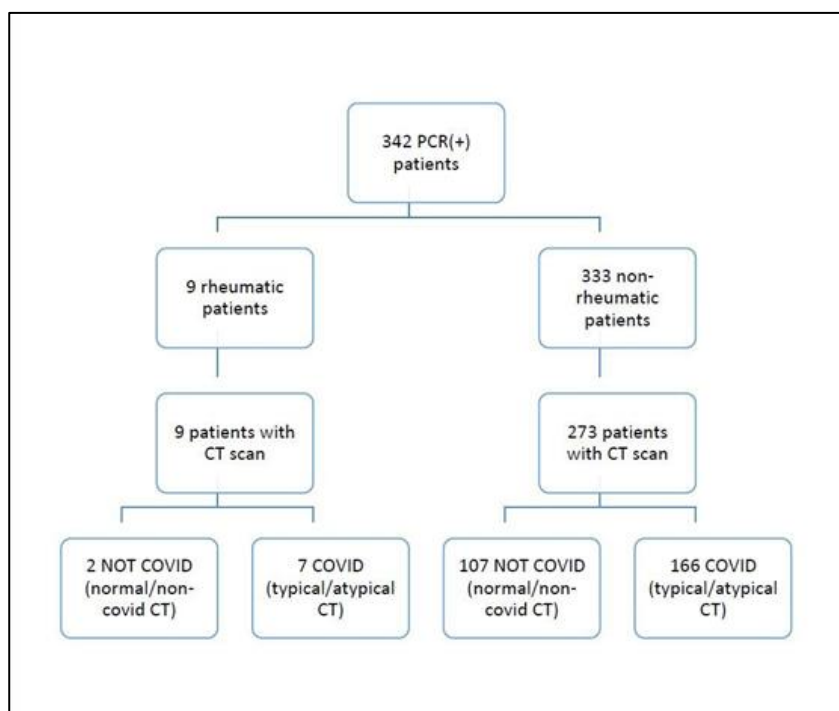 342 PCR(+)
patients
9 rheumatic
patients
333 non-
rheumatic
patients
9 patients with
CT scan
273 patients
with CT scan
2 NOT COVID
(normal/non-
covid CT)
7 COVID
(typical/atypical
CT)
107 NOT COVID
(normal/non-
covid CT)
166 COVID
(typical/atypical
CT)